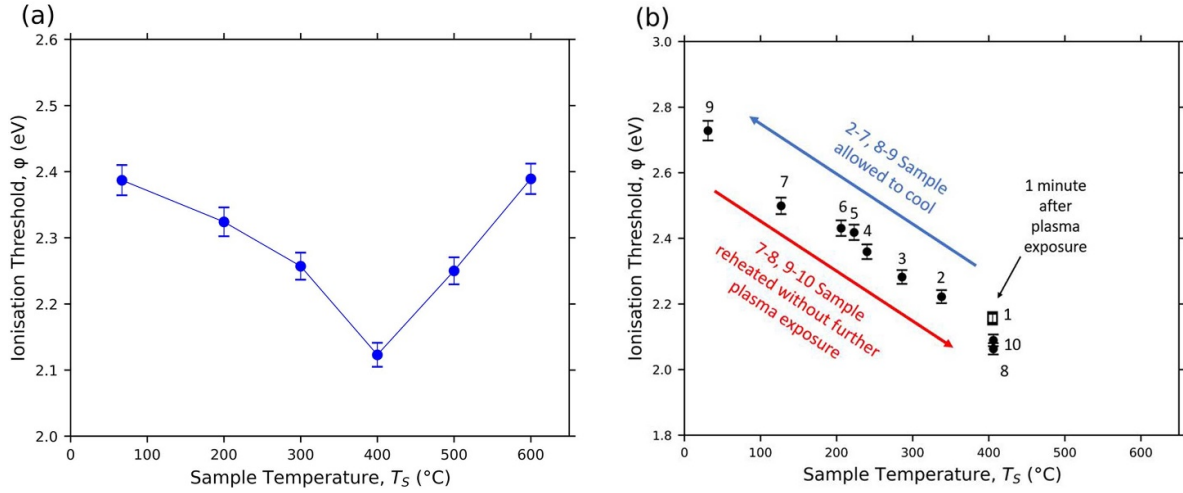 (a)
2.6
2.5
2.4
2.3
2.2
2.1
2.0
Ionisation Threshold, φ (eV)
0 100 200 300 400 500 600
Sample Temperature, T_S (°C)
(b)
3.0
2.8
2.6
2.4
2.2
2.0
1.8
Ionisation Threshold, φ (eV)
9
7
6
5
4
3
2
1
10
8
2-7, 8-9 Sample
allowed to cool
7-8, 9-10 Sample
reheated without further
plasma exposure
1 minute
after
plasma
exposure
0 100 200 300 400 500 600
Sample Temperature, T_S (°C)